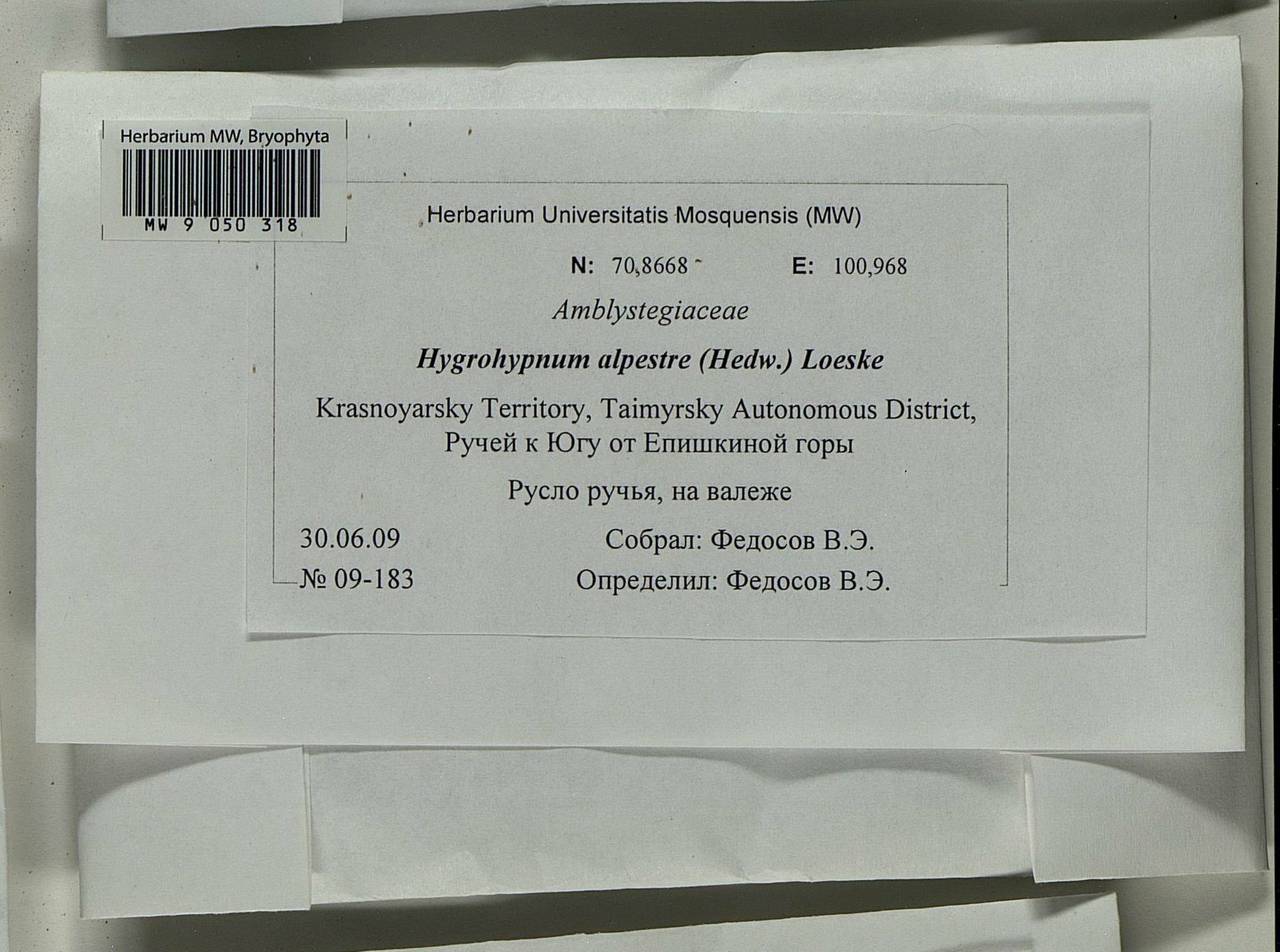 Herbarium MW, Bryophyta
MW 9 050 318
Herbarium Universitatis Mosquensis (MW)
N: 70,8668 E: 100,968
Amblystegiaceae
Hygrohypnum alpestre (Hedw.) Loeske
Krasnoyarsky Territory, Taimyrsky Autonomous District,
Ручей к Югу от Епишкиной горы
Русло ручья, на валеже
30.06.09 Собрал: Федосов В.Э.
№ 09-183 Определил: Федосов В.Э.